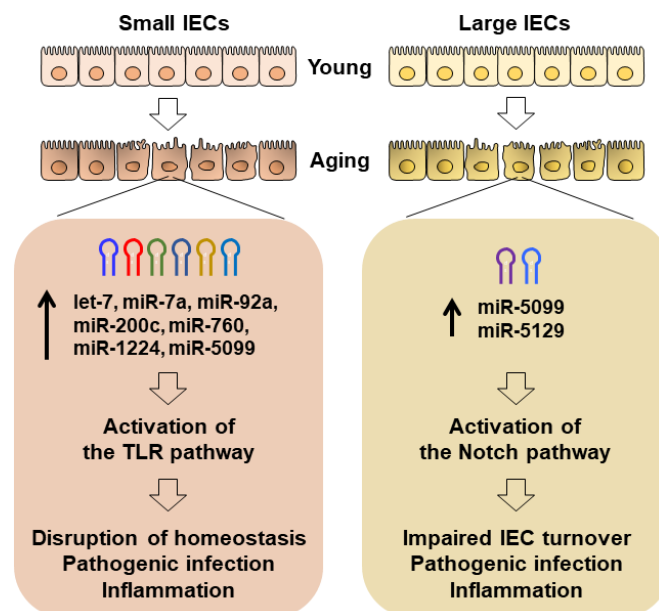 Small IECs
Large IECs
Young
Aging
let-7, miR-7a, miR-92a,
miR-200c, miR-760,
miR-1224, miR-5099
Activation of
the TLR pathway
Disruption of homeostasis
Pathogenic infection
Inflammation
miR-5099
miR-5129
Activation of
the Notch pathway
Impaired IEC turnover
Pathogenic infection
Inflammation